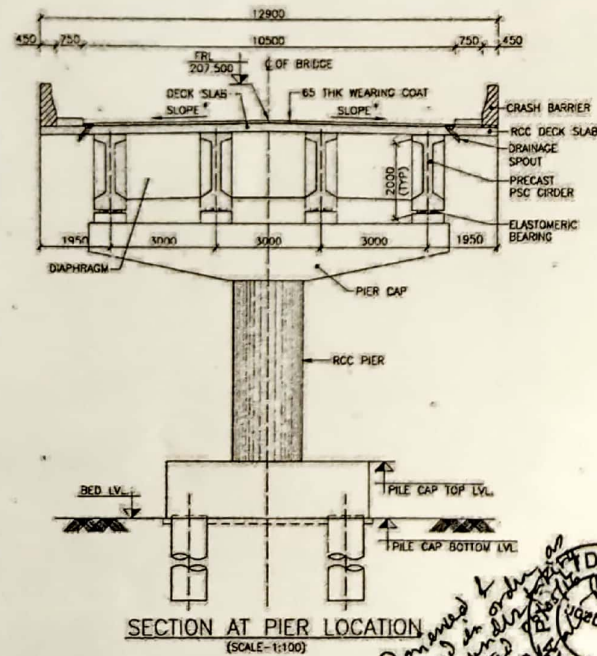 12900
450 750 10500 750 450
FRL
207.500
℄ OF BRIDGE
DECK SLAB
65 THK WEARING COAT
SLOPE
SLOPE
CRASH BARRIER
RCC DECK SLAB
DRAINAGE
SPOUT
2000
(TYP)
PRECAST
PSC GIRDER
ELASTOMERIC
BEARING
1950 3000 3000 3000 1950
DIAPHRAGM
PIER CAP
RCC PIER
BED LVL.
PILE CAP TOP LVL.
PILE CAP BOTTOM LVL.
SECTION AT PIER LOCATION
(SCALE-1:100)